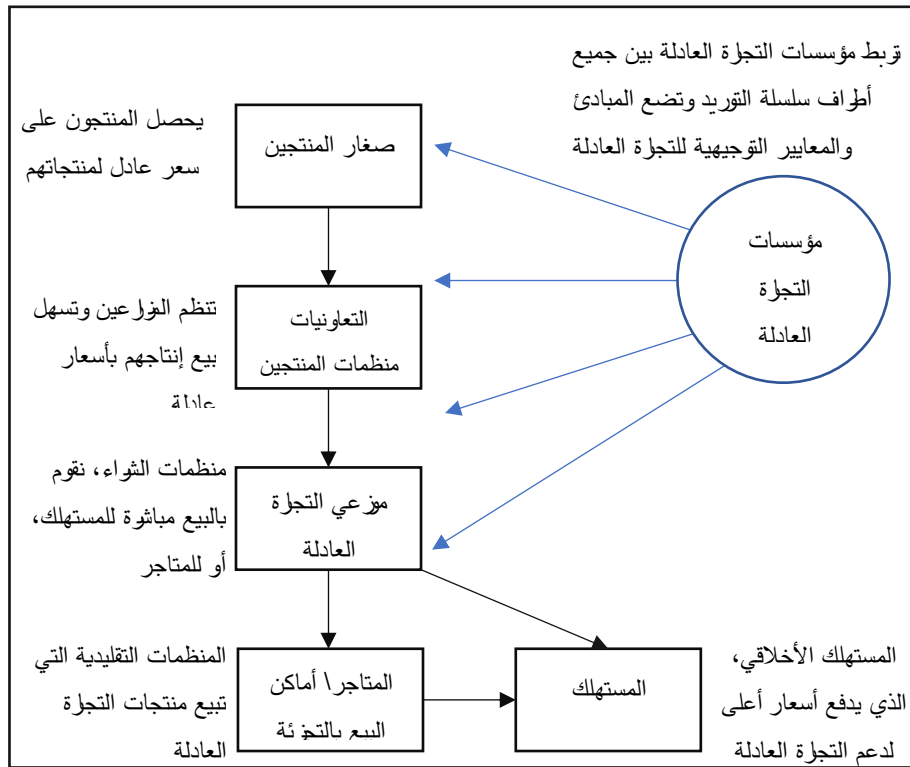 تربط مؤسسات التجارة العادلة بين جميع
أطراف سلسلة التوريد وتضع المبادئ
والمعايير التوجيهية للتجارة العادلة
يحصل المنتجون على
سعر عادل لمنتجاتهم
صغار المنتجين
مؤسسات
التجارة
العادلة
تنظم المزارعين وتسهل
بيع إنتاجهم بأسعار
عادلة
التعاونيات
منظمات المنتجين
منظمات الشراء، نقوم
بالبيع مباشرة للمستهلك،
أو للمتاجر
موزعي التجارة
العادلة
المنظمات التقليدية التي
تبيع منتجات التجارة
العادلة
المتاجر\ أماكن
البيع بالتجزئة
المستهلك
المستهلك الأخلاقي،
الذي يدفع أسعار أعلى
لدعم التجارة العادلة